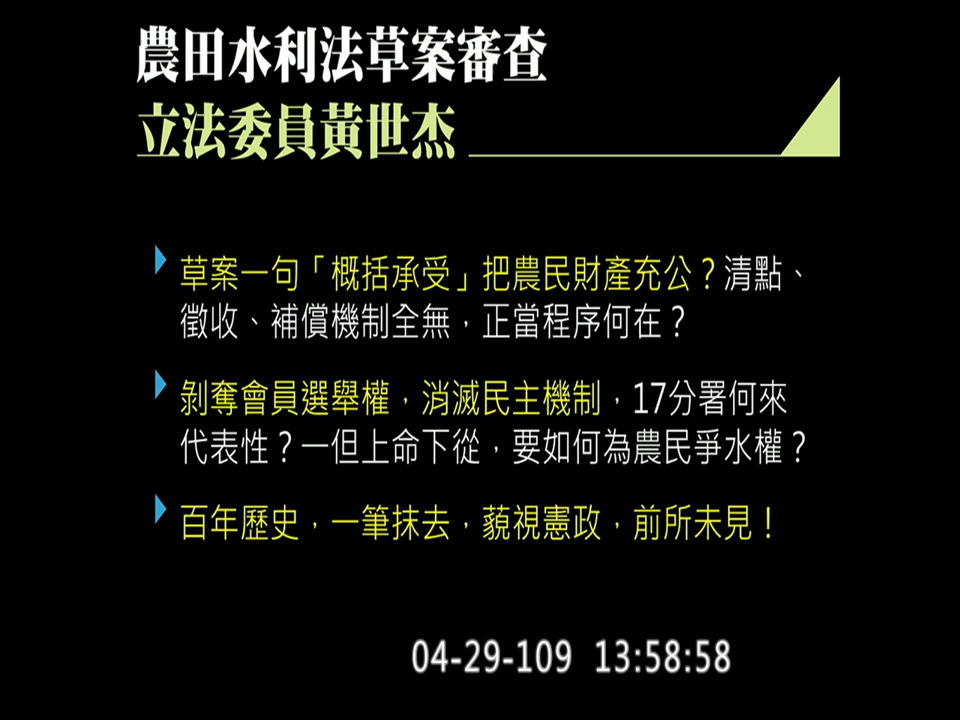 農田水利法草案審查
立法委員黃世杰
草案一句「概括承受」把農民財產充公？清點、
徵收、補償機制全無，正當程序何在？
剝奪會員選舉權，消滅民主機制，17分署何來
代表性？一但上命下從，要如何為農民爭水權？
百年歷史，一筆抹去，藐視憲政，前所未見！
04-29-109 13:58:58